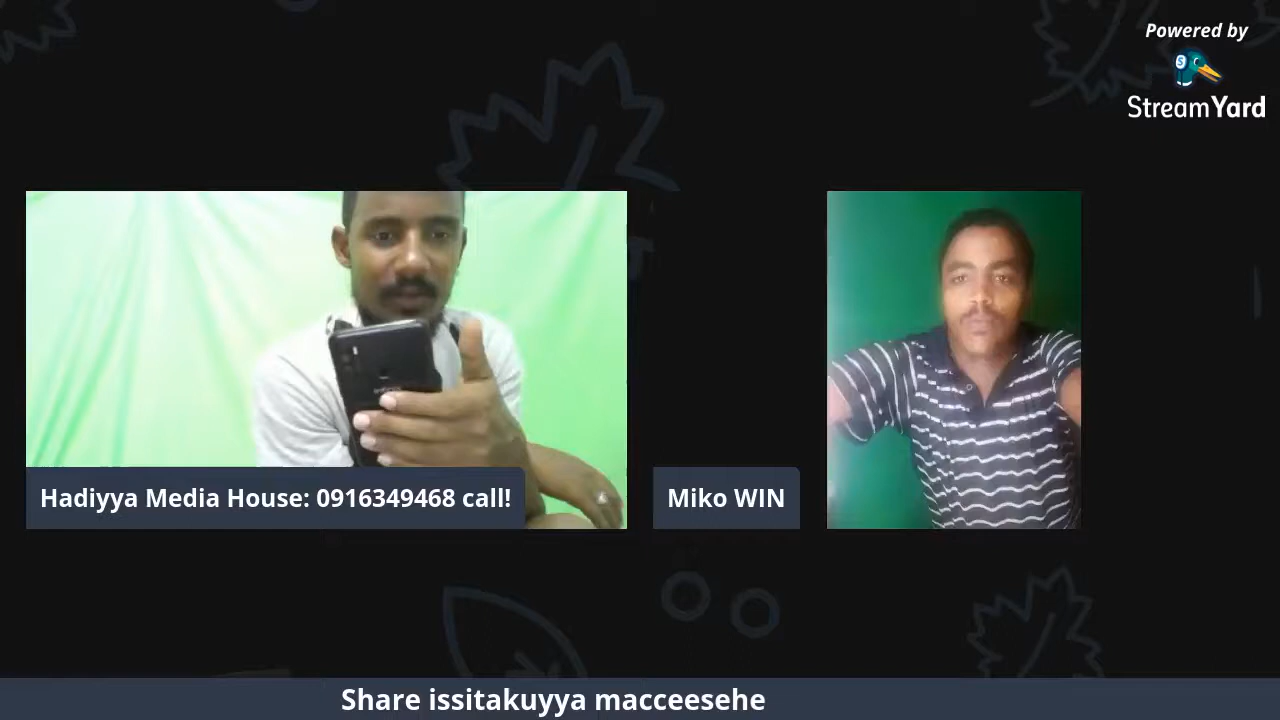 Powered by
StreamYard
Hadiyya Media House: 0916349468 call!
Miko WIN
Share issitakuyya macceesehe